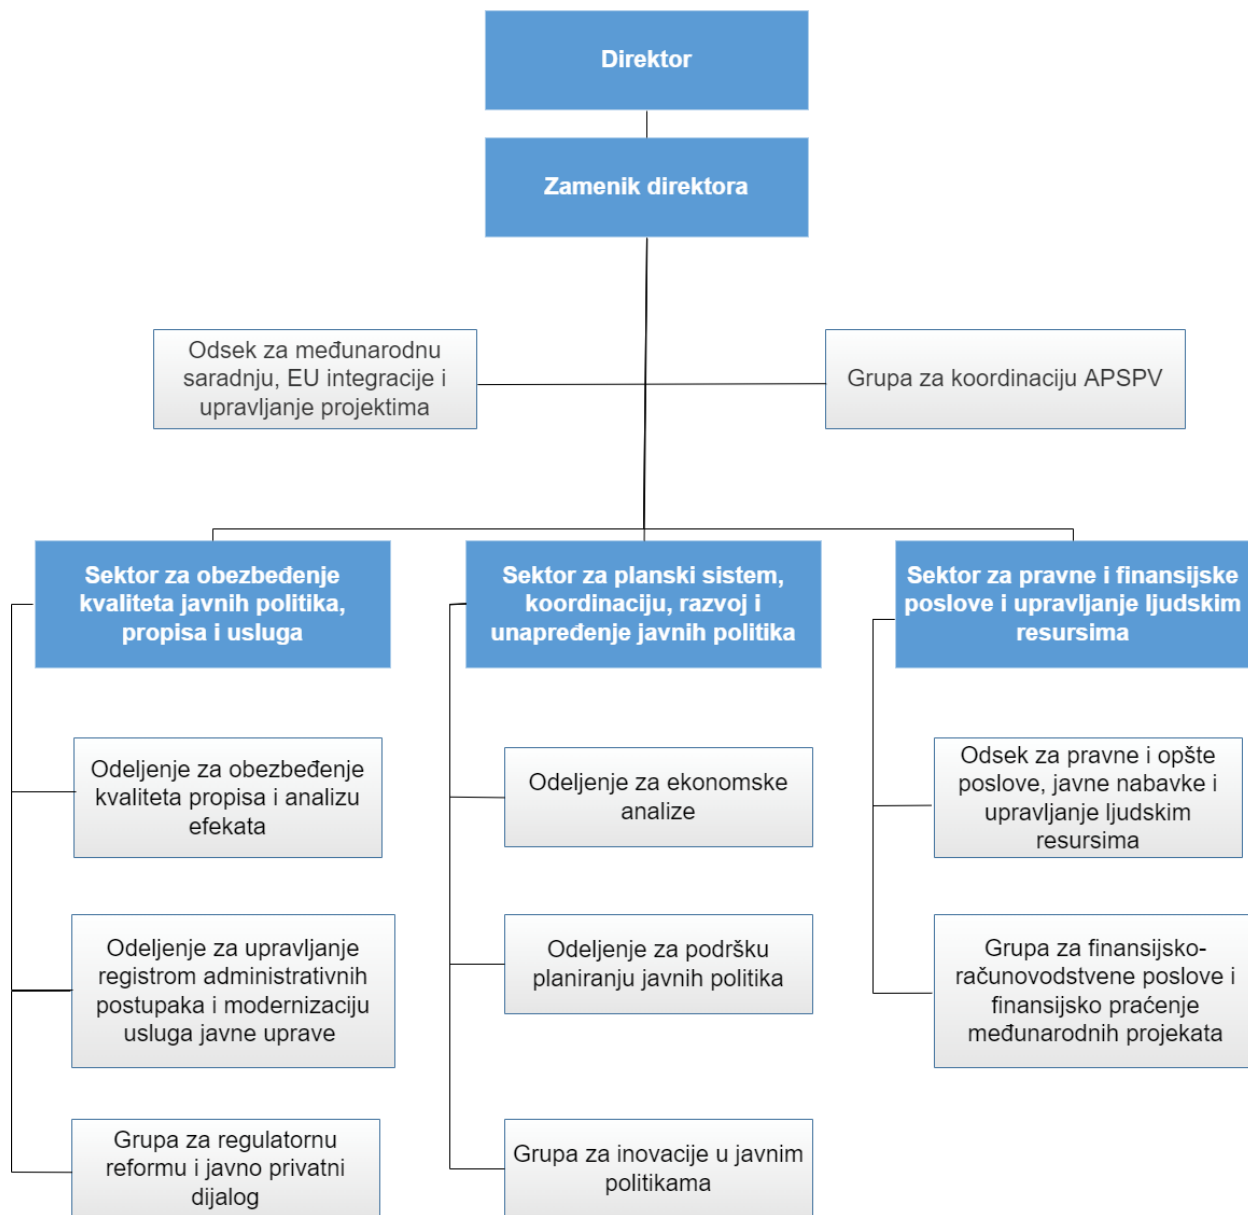 Direktor
Zamenik direktora
Odsek za međunarodnu
saradnju, EU integracije i
upravljanje projektima
Grupa za koordinaciju APSPV
Sektor za obezbeđenje
kvaliteta javnih politika,
propisa i usluga
Sektor za planski sistem,
koordinaciju, razvoj i
unapređenje javnih politika
Sektor za pravne i finansijske
poslove i upravljanje ljudskim
resursima
Odeljenje za obezbeđenje
kvaliteta propisa i analizu
efekata
Odeljenje za ekonomske
analize
Odsek za pravne i opšte
poslove, javne nabavke i
upravljanje ljudskim
resursima
Odeljenje za upravljanje
registrom administrativnih
postupaka i modernizaciju
usluga javne uprave
Odeljenje za podršku
planiranju javnih politika
Grupa za finansijsko-
računovodstvene poslove i
finansijsko praćenje
međunarodnih projekata
Grupa za regulatornu
reformu i javno privatni
dijalog
Grupa za inovacije u javnim
politikama